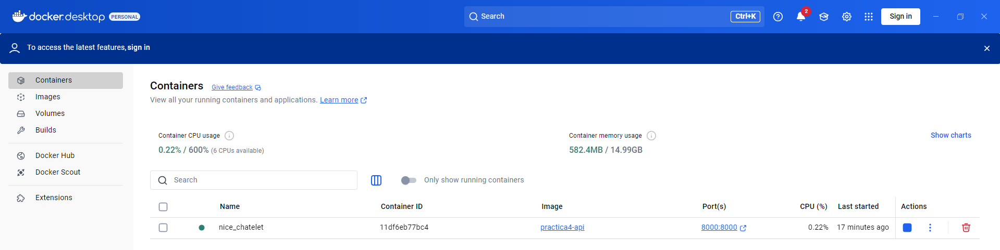 docker.desktop PERSONAL Search Ctrl+K 2 Sign in
To access the latest features, sign in
Containers
Images
Volumes
Builds
Docker Hub
Docker Scout
Extensions
Containers Give feedback
View all your running containers and applications. Learn more
Container CPU usage
0.22% / 600% (6 CPUs available)
Container memory usage
582.4MB / 14.99GB
Show charts
Search Only show running containers
Name Container ID Image Port(s) CPU (%) Last started Actions
nice_chatelet 11df6eb77bc4 practica4-api 8000:8000 0.22% 17 minutes ago